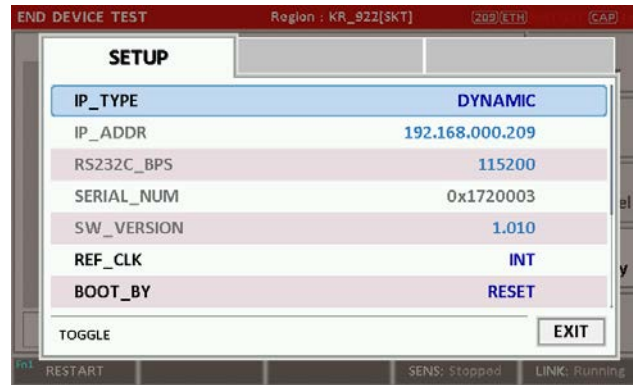 END DEVICE TEST Region : KR_922[SKT] (209)(ETH) (CAP)
SETUP
IP_TYPE DYNAMIC
IP_ADDR 192.168.000.209
RS232C_BPS 115200
SERIAL_NUM 0x1720003
SW_VERSION 1.010
REF_CLK INT
BOOT_BY RESET
TOGGLE EXIT
Fn1 RESTART SENS: Stopped LINK: Running